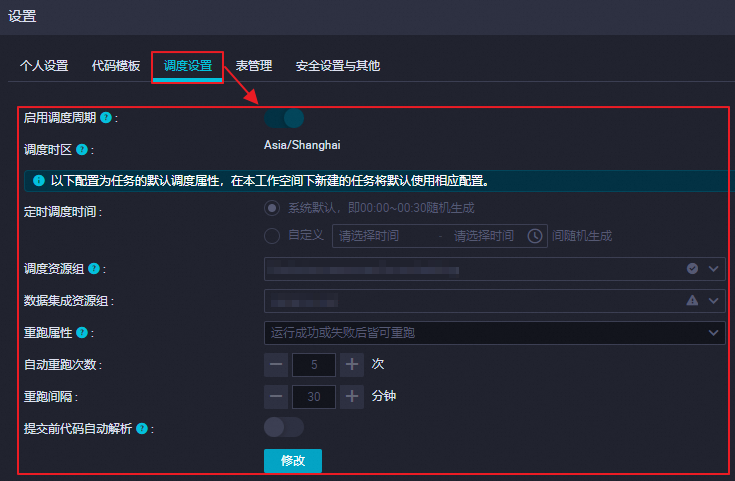 设置
个人设置 代码模板 调度设置 表管理 安全设置与其他
启用调度周期 ? :
调度时区 ? : Asia/Shanghai
以下配置为任务的默认调度属性，在本工作空间下新建的任务将默认使用相应配置。
定时调度时间 : 系统默认，即00:00~00:30随机生成
自定义 请选择时间 - 请选择时间 间随机生成
调度资源组 ? :
数据集成资源组 :
重跑属性 ? : 运行成功或失败后皆可重跑
自动重跑次数 : 5 次
重跑间隔 : 30 分钟
提交前代码自动解析 ? :
修改